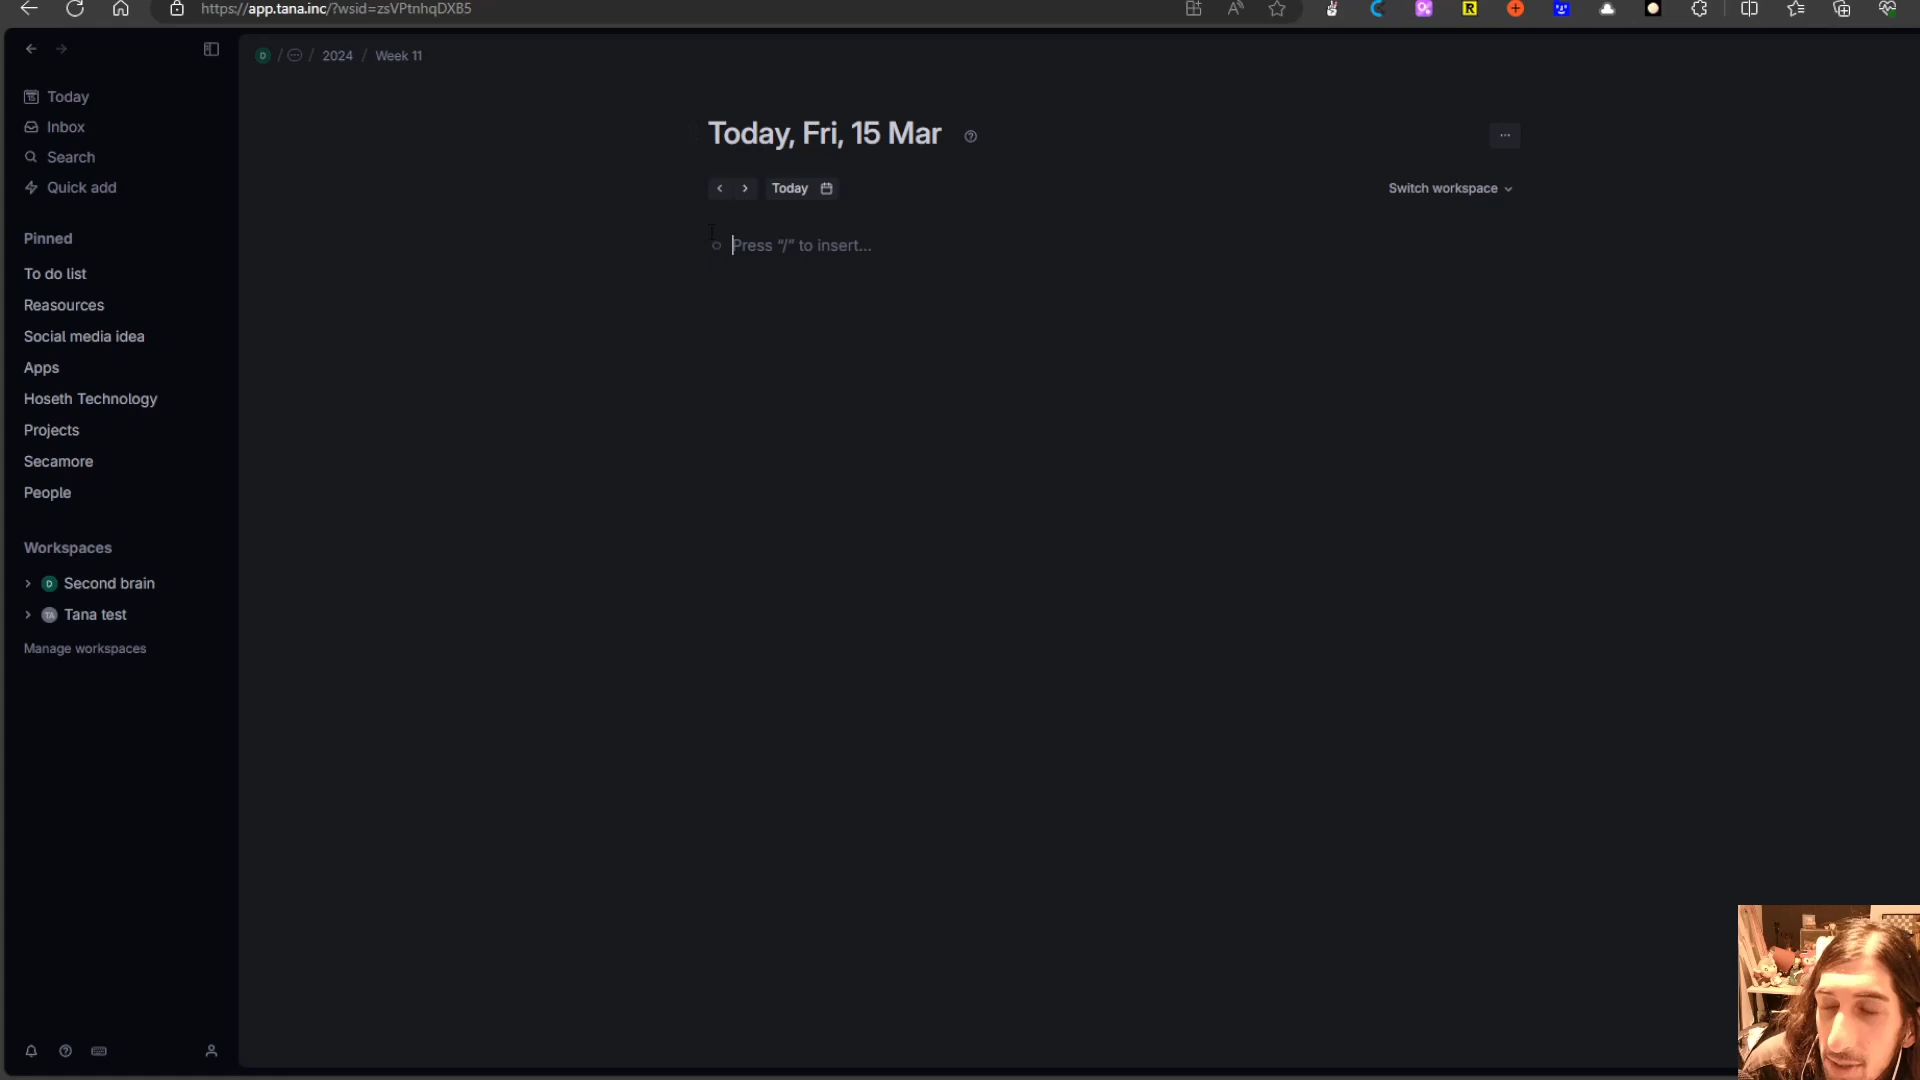 https://app.tana.inc/?wsid=zsVPtnhqDXB5
D / / 2024 / Week 11
Today
Inbox
Search
Quick add
Pinned
To do list
Reasources
Social media idea
Apps
Hoseth Technology
Projects
Secamore
People
Workspaces
D Second brain
TA Tana test
Manage workspaces
Today, Fri, 15 Mar
Today
Switch workspace
Press “/” to insert...